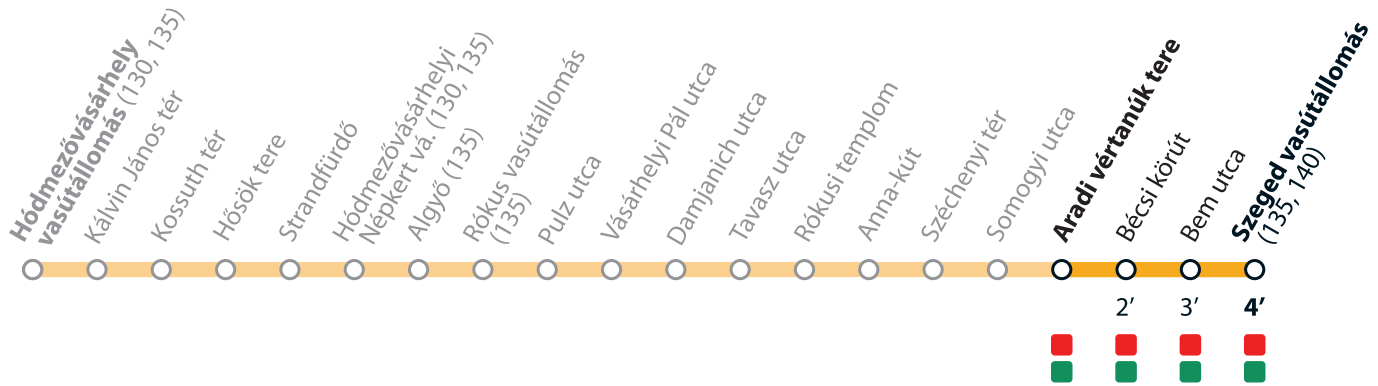 Hódmezővásárhely
vasútállomás (130, 135)
Kálvin János tér
Kossuth tér
Hősök tere
Strandfürdő
Hódmezővásárhelyi
Népkert vá. (130, 135)
Algyő (135)
Rókus vasútállomás
(135)
Pulz utca
Vásárhelyi Pál utca
Damjanich utca
Tavasz utca
Rókusi templom
Anna-kút
Széchenyi tér
Somogyi utca
Aradi vértanúk tere
Bécsi körút
Bem utca
Szeged vasútállomás
(135, 140)
2’ 3’ 4’